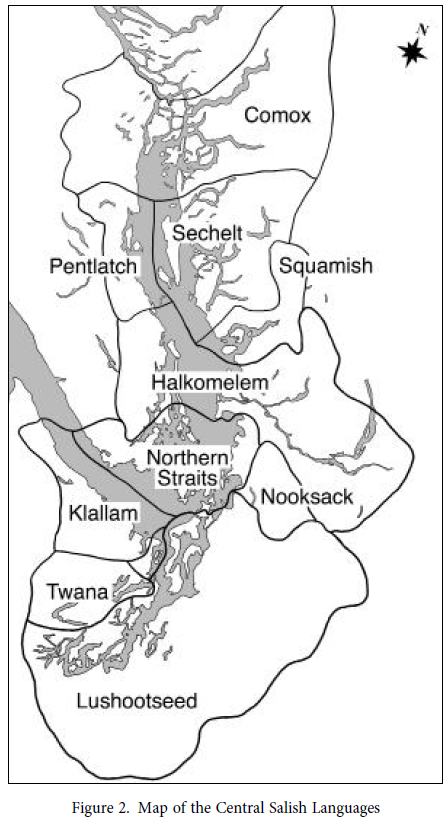 N
Comox
Sechelt
Pentlatch
Squamish
Halkomelem
Northern
Straits
Nooksack
Klallam
Twana
Lushootseed
Figure 2. Map of the Central Salish Languages